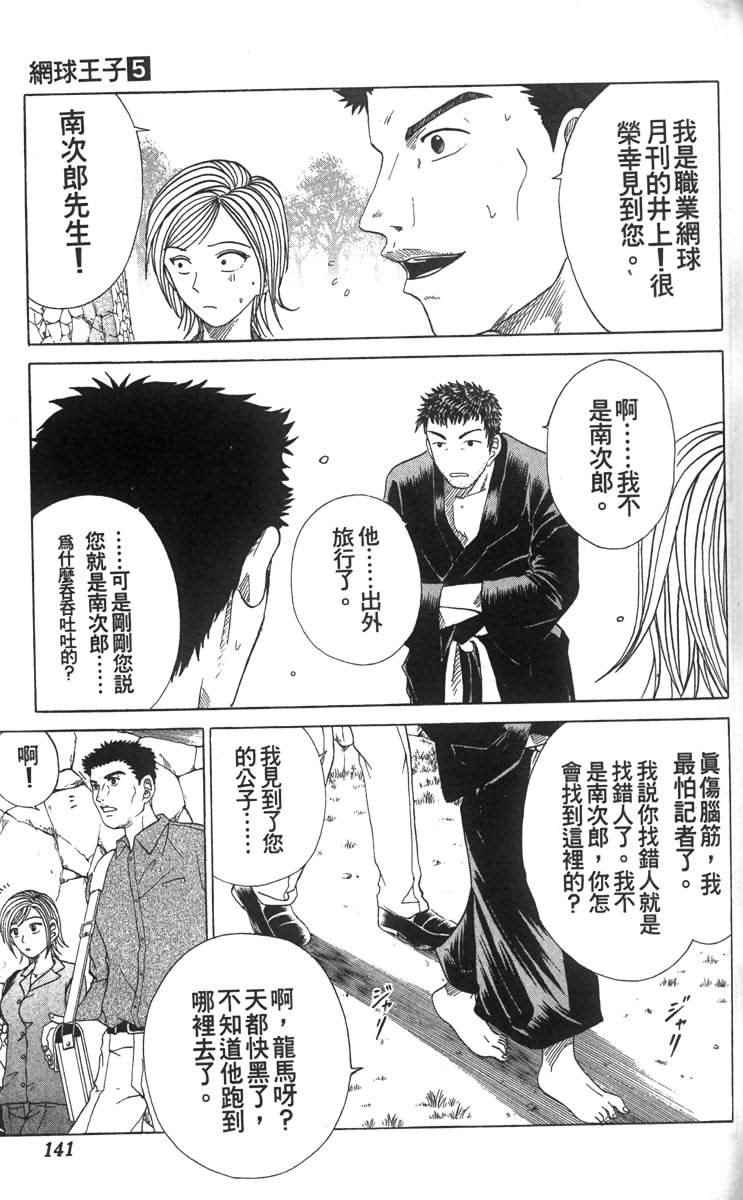 網球王子5
我是職業網球
月刊的井上！很
榮幸見到您。
南次郎先生！
啊……我不
是南次郎。
他……出外
旅行了。
……可是剛剛您說
您就是南次郎……
為什麼吞吞吐吐的？
真傷腦筋，我
最怕記者了。
我說你找錯人就是
找錯人了。我不
是南次郎，你怎
會找到這裡的？
ジャリ
ジャリ
我見到了您
的公子……
啊，龍馬呀？
天都快黑了，
不知道他跑到
哪裡去了。
啊！
141